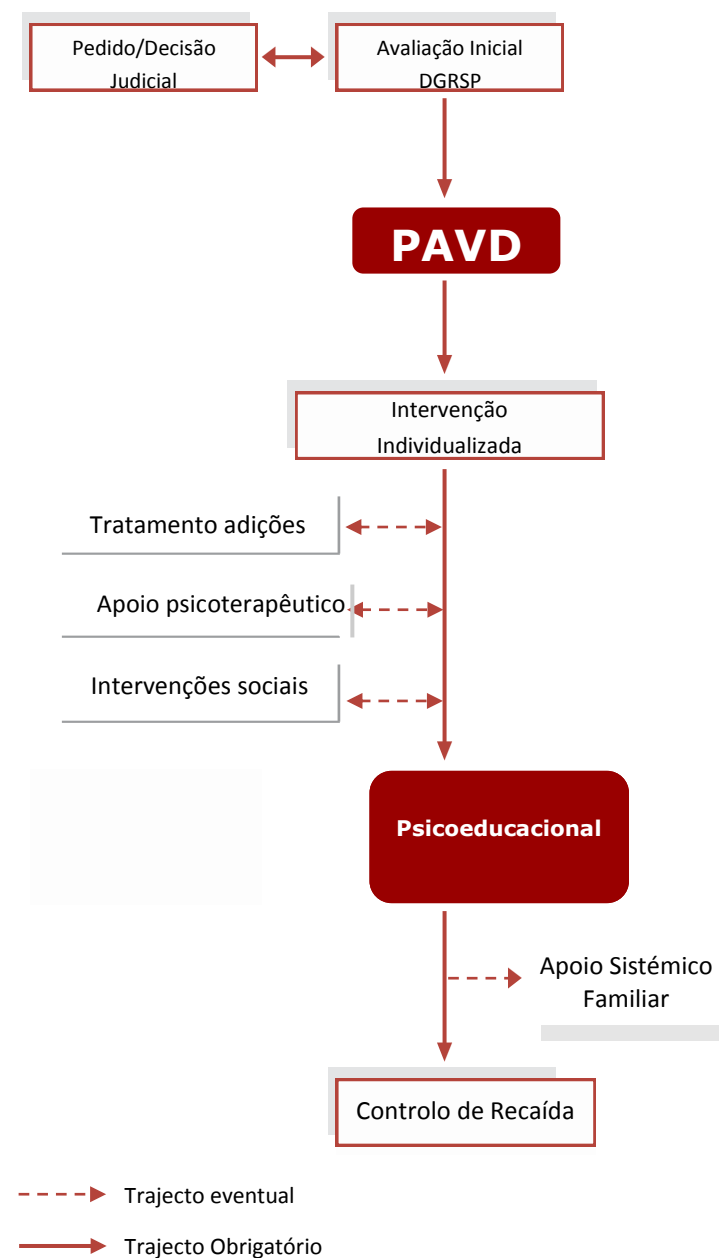 Pedido/Decisão
Judicial
Avaliação Inicial
DGRSP
PAVD
Intervenção
Individualizada
Tratamento adições
Apoio psicoterapêutico
Intervenções sociais
Psicoeducacional
Apoio Sistémico
Familiar
Controlo de Recaída
Trajecto eventual
Trajecto Obrigatório